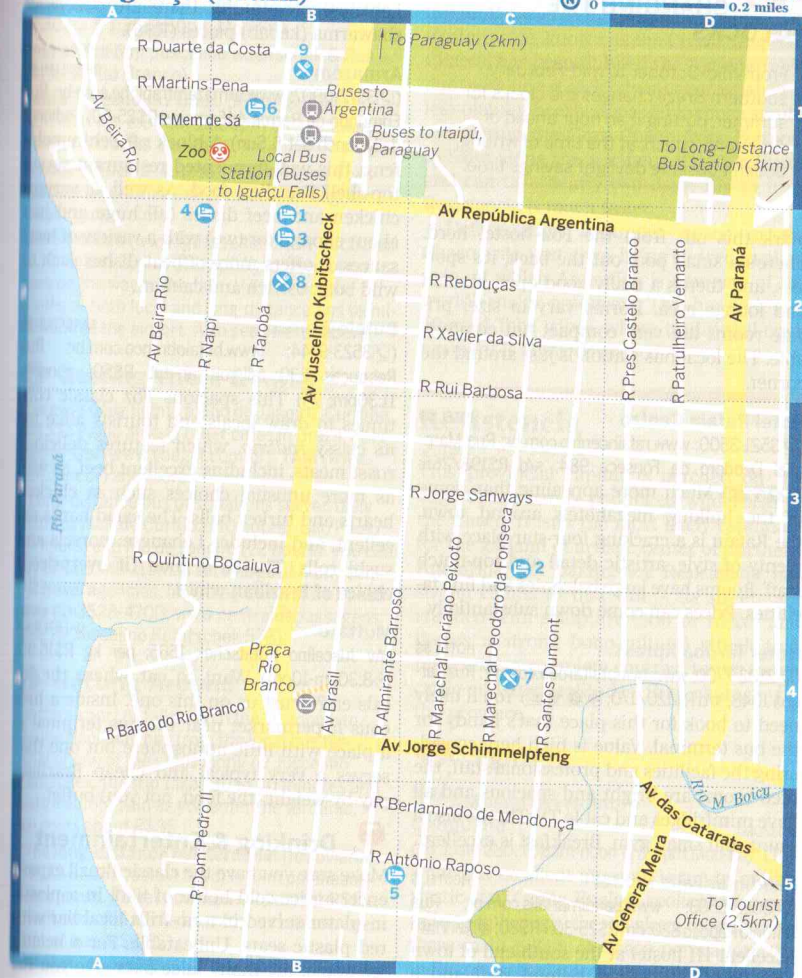 0
0.2 miles
A
B
C
D
R Duarte da Costa
9
To Paraguay (2km)
R Martins Pena
6
Buses to
Argentina
R Mem de Sá
Av Beira Rio
Zoo
Local Bus
Station (Buses
to Iguaçu Falls)
Buses to Itaipú,
Paraguay
To Long–Distance
Bus Station (3km)
1
4
1
3
8
Av República Argentina
Av Juscelino Kubitscheck
Av Beira Rio
R Naipi
R Tarobá
R Rebouças
R Xavier da Silva
R Rui Barbosa
R Pres Castelo Branco
R Patrulheiro Vemanto
Av Paraná
2
Rio Paraná
R Jorge Sanways
3
R Quintino Bocaiuva
2
R Almirante Barroso
R Marechal Floriano Peixoto
R Marechal Deodoro da Fonseca
R Santos Dumont
Praça
Rio
Branco
Av Brasil
7
4
R Barão do Rio Branco
Av Jorge Schimmelpfeng
Rio M Boicy
R Dom Pedro II
R Berlamindo de Mendonça
Av das Cataratas
R Antônio Raposo
5
Av General Meira
5
To Tourist
Office (2.5km)
A
B
C
D